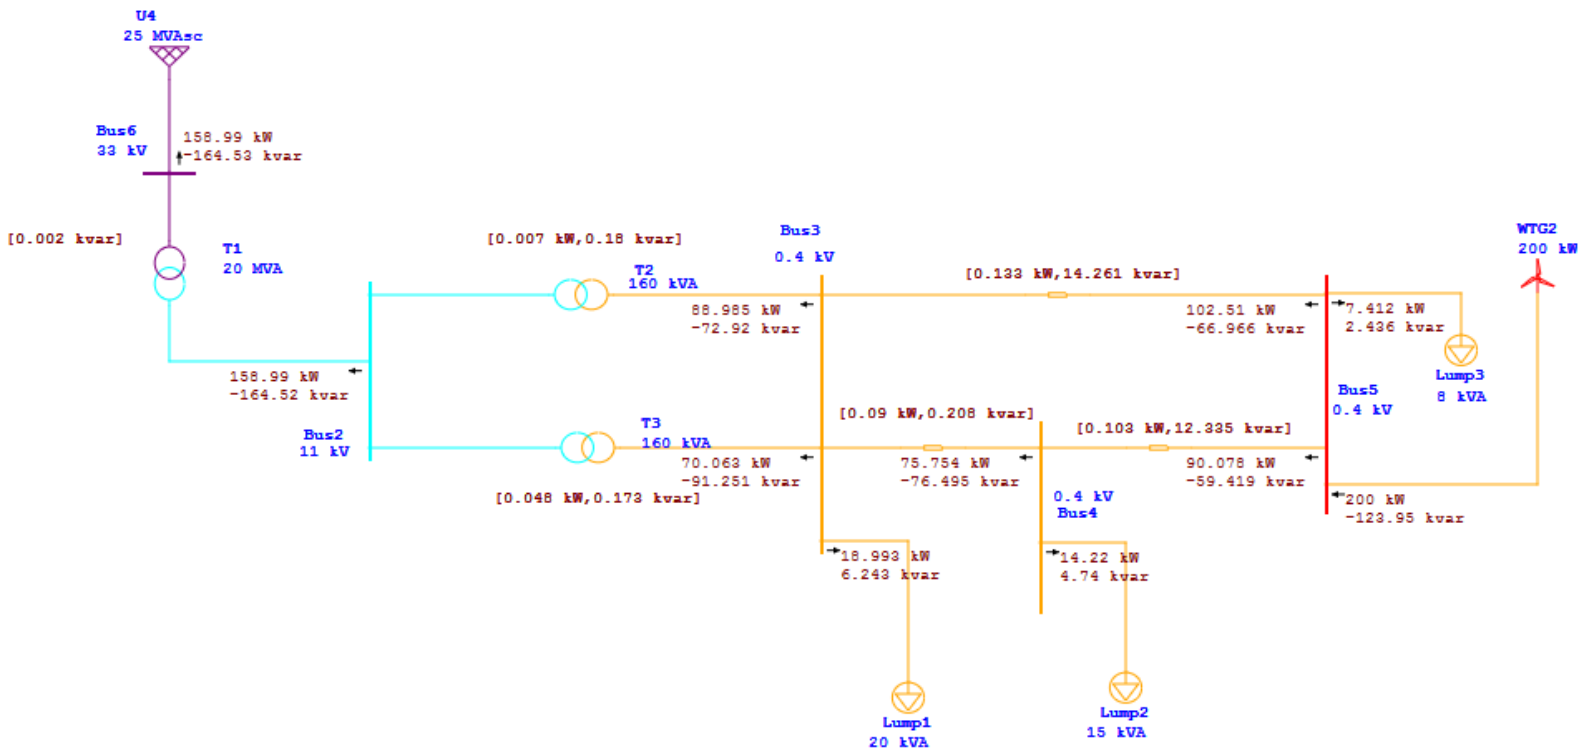 U4
25 MVAsc
Bus6
33 kV
158.99 kW
-164.53 kvar
[0.002 kvar]
T1
20 MVA
[0.007 kW,0.18 kvar]
T2
160 kVA
Bus3
0.4 kV
[0.133 kW,14.261 kvar]
WTG2
200 kW
88.985 kW
-72.92 kvar
102.51 kW
-66.966 kvar
7.412 kW
2.436 kvar
Lump3
8 kVA
158.99 kW
-164.52 kvar
Bus2
11 kV
T3
160 kVA
[0.09 kW,0.208 kvar]
[0.103 kW,12.335 kvar]
Bus5
0.4 kV
70.063 kW
-91.251 kvar
75.754 kW
-76.495 kvar
90.078 kW
-59.419 kvar
[0.048 kW,0.173 kvar]
0.4 kV
Bus4
200 kW
-123.95 kvar
18.993 kW
6.243 kvar
14.22 kW
4.74 kvar
Lump1
20 kVA
Lump2
15 kVA